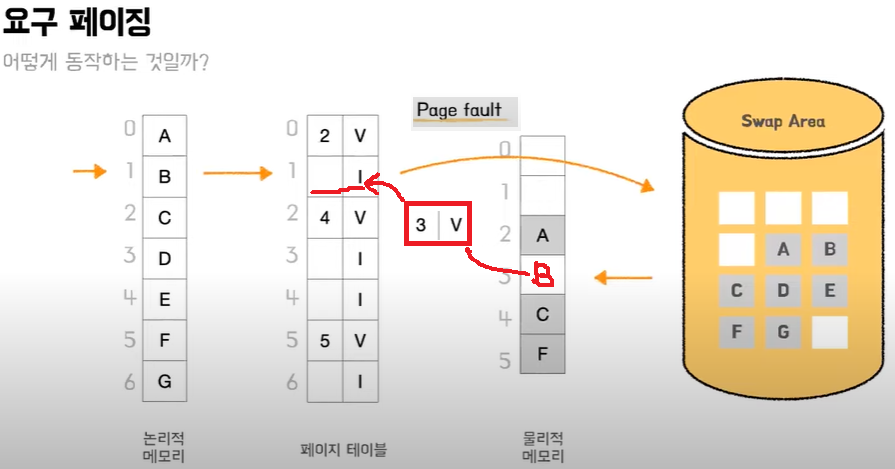 요구 페이징
어떻게 동작하는 것일까?
Page fault
Swap Area
0 A
1 B
2 C
3 D
4 E
5 F
6 G
논리적
메모리
0 2 V
1 I
2 4 V
3 I
4 I
5 5 V
6 I
페이지 테이블
3 V
0
1
2 A
3 B
4 C
5 F
물리적
메모리
A B
C D E
F G